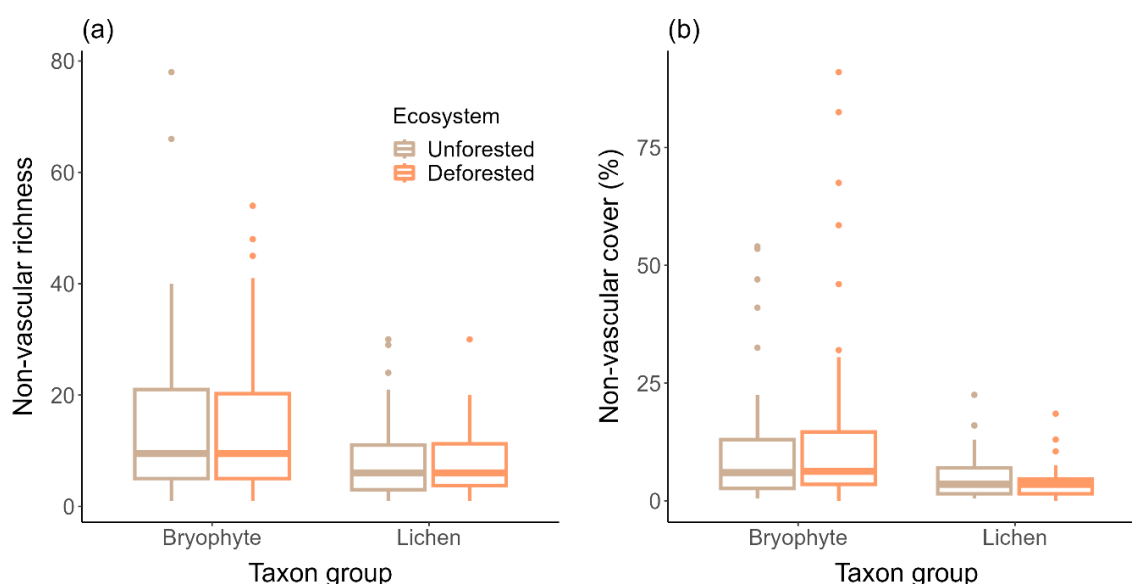 (a)
Non-vascular richness
80
60
40
20
0
Ecosystem
Unforested
Deforested
Bryophyte
Lichen
Taxon group
(b)
Non-vascular cover (%)
75
50
25
0
Bryophyte
Lichen
Taxon group